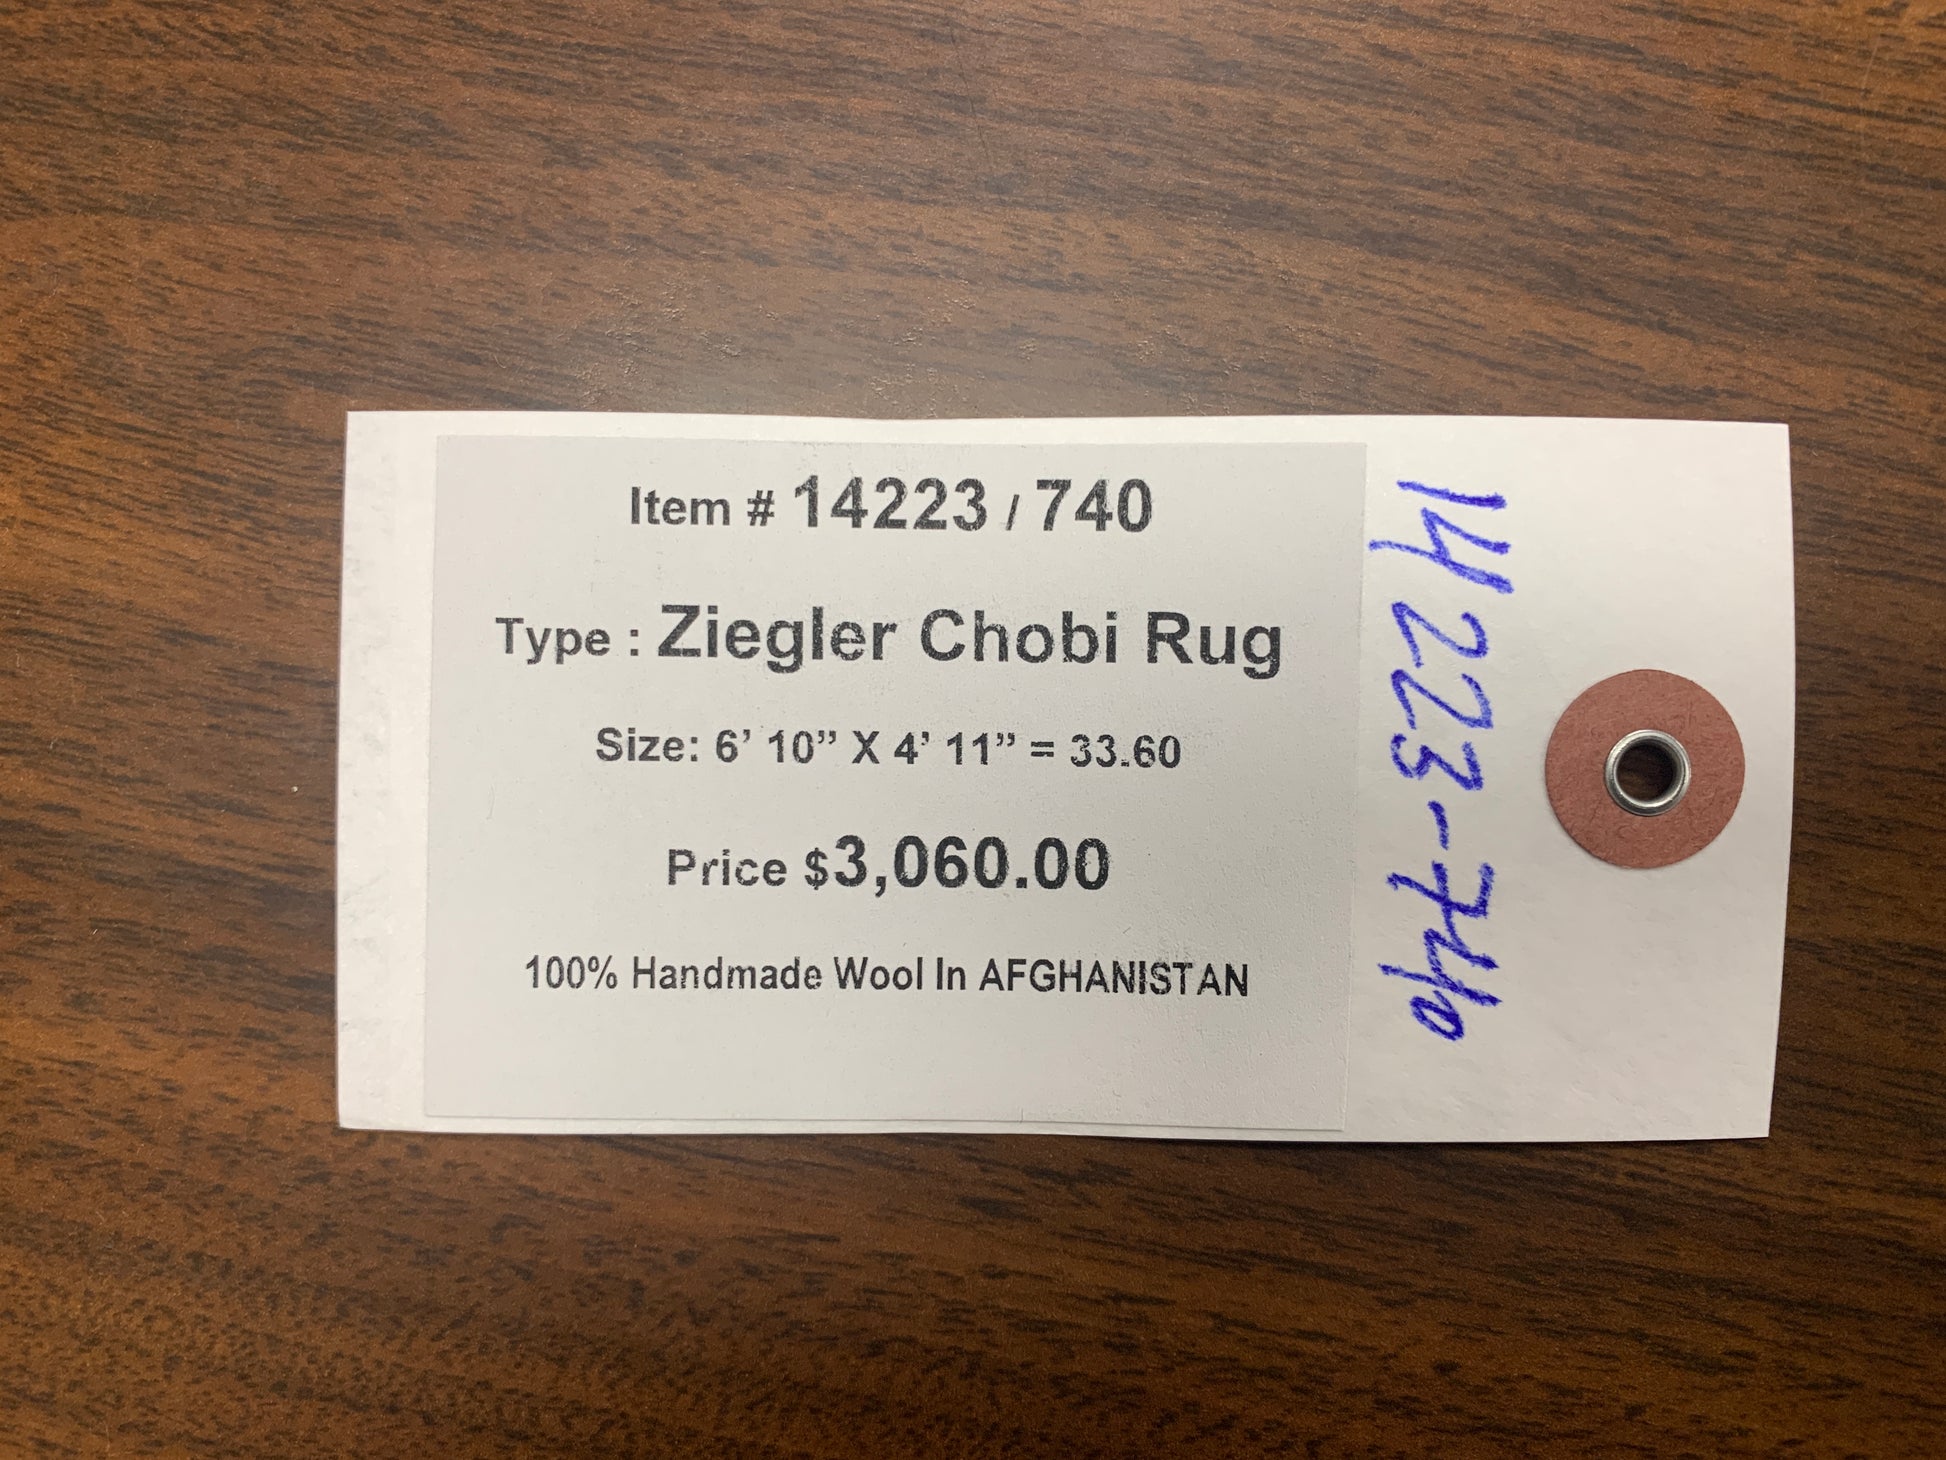 Item # 14223 / 740
Type : Ziegler Chobi Rug
Size: 6’ 10” X 4’ 11” = 33.60
Price $3,060.00
100% Handmade Wool In AFGHANISTAN
14223-740